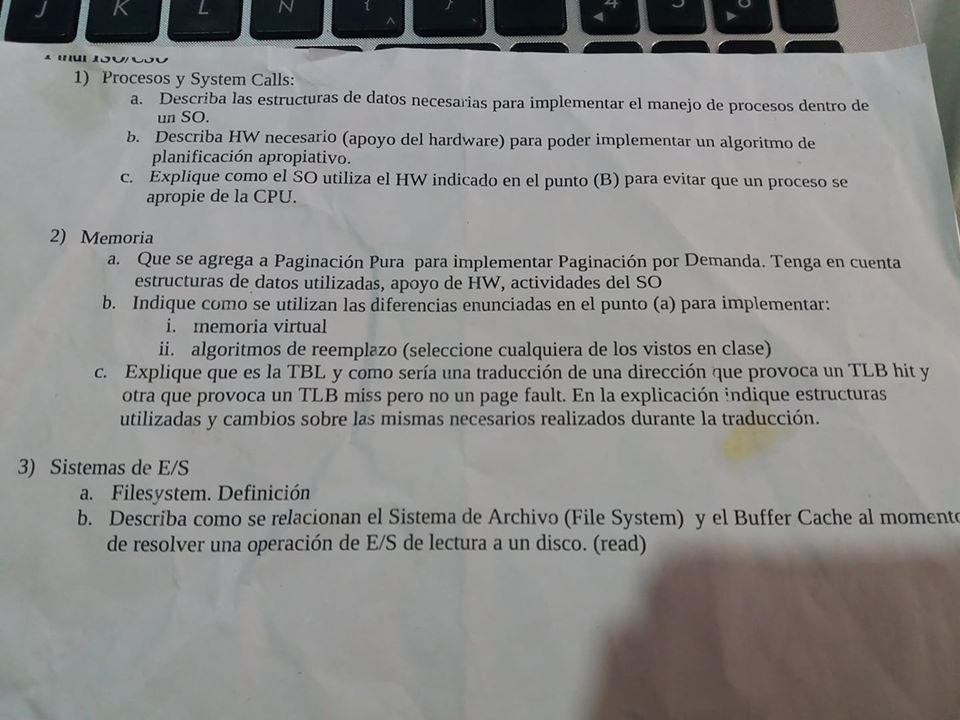 J K L N { ^
1) Procesos y System Calls:
a. Describa las estructuras de datos necesarias para implementar el manejo de procesos dentro de
un SO.
b. Describa HW necesario (apoyo del hardware) para poder implementar un algoritmo de
planificación apropiativo.
c. Explique como el SO utiliza el HW indicado en el punto (B) para evitar que un proceso se
apropie de la CPU.
2) Memoria
a. Que se agrega a Paginación Pura para implementar Paginación por Demanda. Tenga en cuenta
estructuras de datos utilizadas, apoyo de HW, actividades del SO
b. Indique como se utilizan las diferencias enunciadas en el punto (a) para implementar:
i. memoria virtual
ii. algoritmos de reemplazo (seleccione cualquiera de los vistos en clase)
c. Explique que es la TBL y como sería una traducción de una dirección que provoca un TLB hit y
otra que provoca un TLB miss pero no un page fault. En la explicación indique estructuras
utilizadas y cambios sobre las mismas necesarios realizados durante la traducción.
3) Sistemas de E/S
a. Filesystem. Definición
b. Describa como se relacionan el Sistema de Archivo (File System) y el Buffer Cache al momento
de resolver una operación de E/S de lectura a un disco. (read)